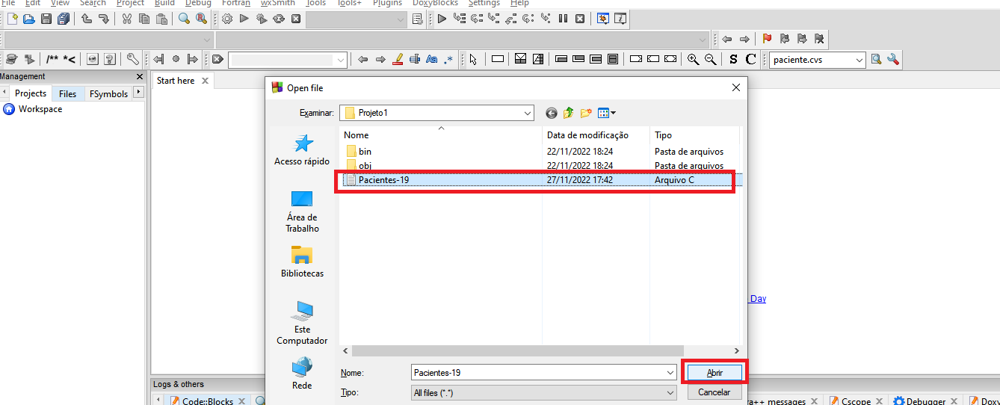 File Edit View Search Project Build Debug Fortran wxSmith Tools Tools+ Plugins DoxyBlocks Settings Help
/** *< Aa .* S C paciente.cvs
Management
Projects Files FSymbols
Workspace
Start here
Open file
Examinar: Projeto1
Nome Data de modificação Tipo
bin 22/11/2022 18:24 Pasta de arquivos
obj 22/11/2022 18:24 Pasta de arquivos
Pacientes-19 27/11/2022 17:42 Arquivo C
Acesso rápido
Área de
Trabalho
Bibliotecas
Este
Computador
Rede
Day
Nome: Pacientes-19 Abrir
Tipo: All files (*.*) Cancelar
Logs & others
Code::Blocks ra++ messages Cscope Debugger Doxy